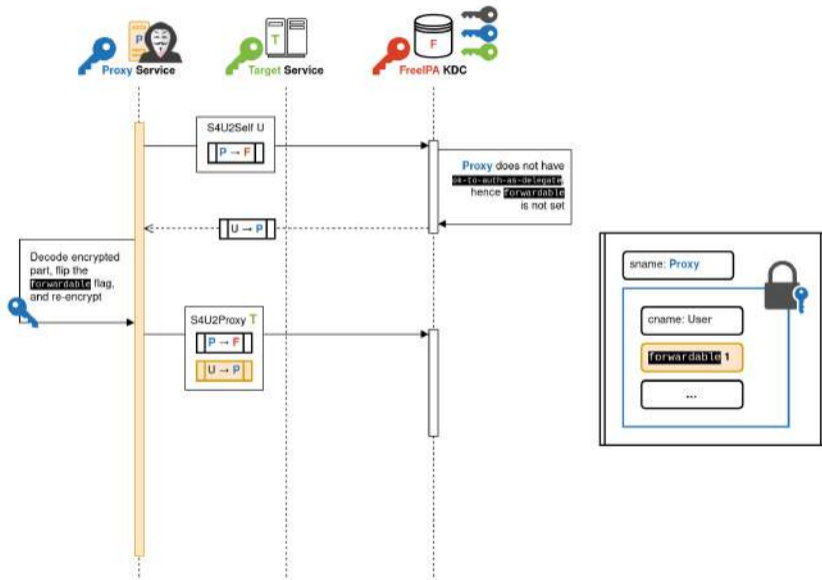 P
T
F
Proxy Service
Target Service
FreeIPA KDC
S4U2Self U
P → F
Proxy does not have
ok-to-auth-as-delegate,
hence forwardable
is not set
U → P
Decode encrypted
part, flip the
forwardable flag,
and re-encrypt
S4U2Proxy T
P → F
U → P
sname: Proxy
cname: User
forwardable 1
...